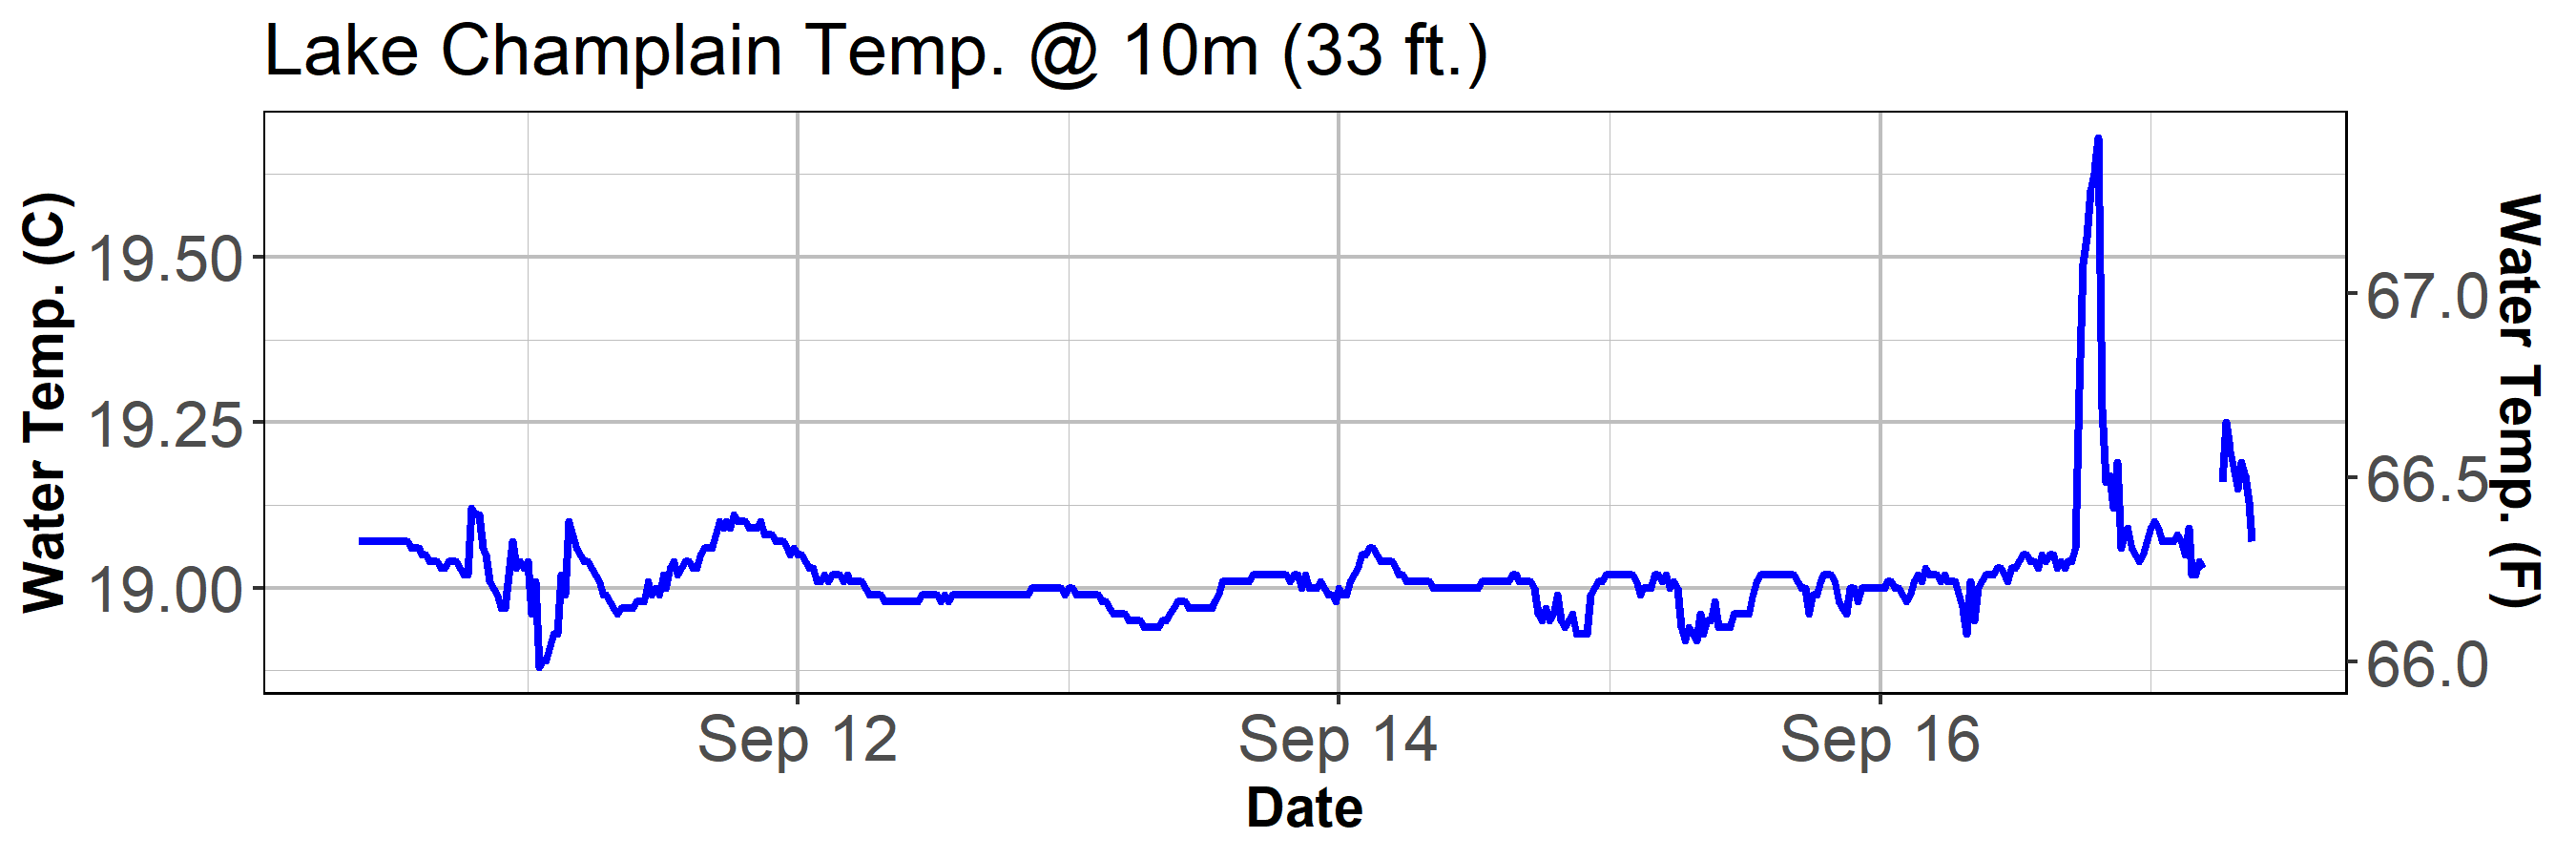 Lake Champlain Temp. @ 10m (33 ft.)
Water Temp. (C)
19.50
19.25
19.00
67.0
66.5
66.0
Water Temp. (F)
Sep 12
Sep 14
Sep 16
Date